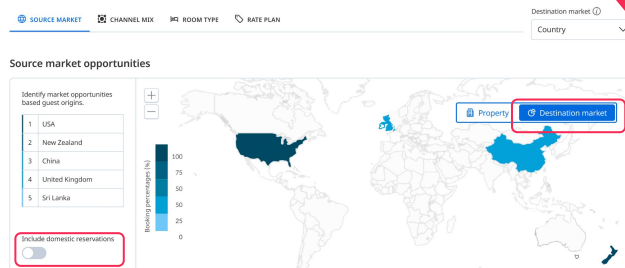 Destination market
SOURCE MARKET
CHANNEL MIX
ROOM TYPE
RATE PLAN
Country
Source market opportunities
Identify market opportunities
based guest origins.
1 USA
2 New Zealand
3 China
4 United Kingdom
5 Sri Lanka
Include domestic reservations
Property
Destination market
Booking percentages (%)
100
75
50
50
25
0